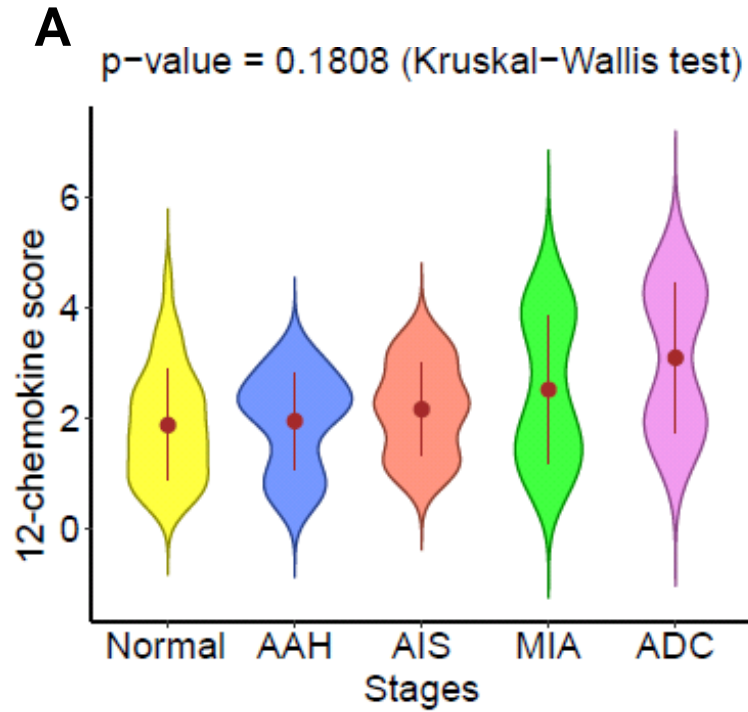 A
p−value = 0.1808 (Kruskal−Wallis test)
12-chemokine score
6
4
2
0
Normal AAH AIS MIA ADC
Stages